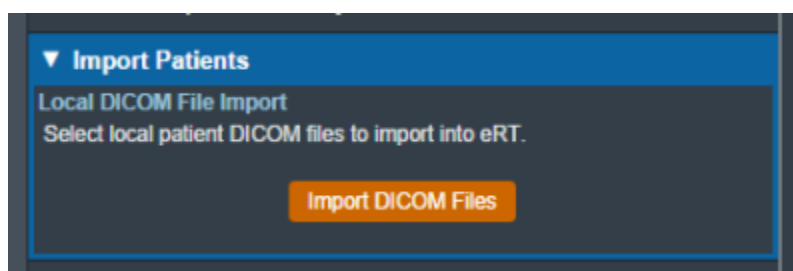 ▼ Import Patients
Local DICOM File Import
Select local patient DICOM files to import into eRT.
Import DICOM Files